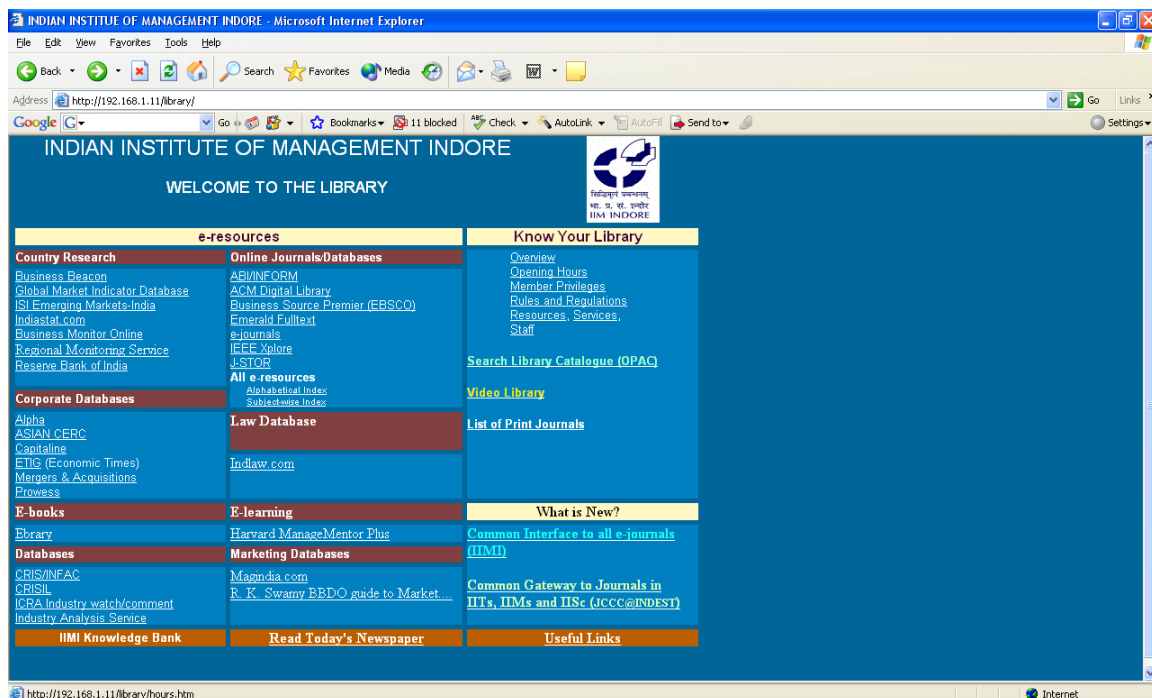 INDIAN INSTITUE OF MANAGEMENT INDORE - Microsoft Internet Explorer
File Edit View Favorites Tools Help
Back Search Favorites Media
Address http://192.168.1.11/library/ Go Links
Google G Go Bookmarks 11 blocked ABC Check AutoLink AutoFill Send to Settings
INDIAN INSTITUTE OF MANAGEMENT INDORE
WELCOME TO THE LIBRARY
सिद्धिमूलं प्रबन्धनम्
भा. प्र. सं. इन्दौर
IIM INDORE
e-resources
Country Research
Business Beacon
Global Market Indicator Database
ISI Emerging Markets-India
Indiastat.com
Business Monitor Online
Regional Monitoring Service
Reserve Bank of India
Corporate Databases
Alpha
ASIAN CERC
Capitaline
ETIG (Economic Times)
Mergers & Acquisitions
Prowess
E-books
Ebrary
Databases
CRIS/INFAC
CRISIL
ICRA Industry watch/comment
Industry Analysis Service
IIMI Knowledge Bank
Online Journals/Databases
ABI/INFORM
ACM Digital Library
Business Source Premier (EBSCO)
Emerald Fulltext
e-journals
IEEE Xplore
J-STOR
All e-resources
Alphabetical Index
Subject-wise Index
Law Database
Indlaw.com
E-learning
Harvard ManageMentor Plus
Marketing Databases
Magindia.com
R. K. Swamy BBDO guide to Market....
Read Today's Newspaper
Know Your Library
Overview
Opening Hours
Member Privileges
Rules and Regulations
Resources, Services,
Staff
Search Library Catalogue (OPAC)
Video Library
List of Print Journals
What is New?
Common Interface to all e-journals
(IIMI)
Common Gateway to Journals in
IITs, IIMs and IISc (JCCC@INDEST)
Useful Links
http://192.168.1.11/library/hours.htm Internet